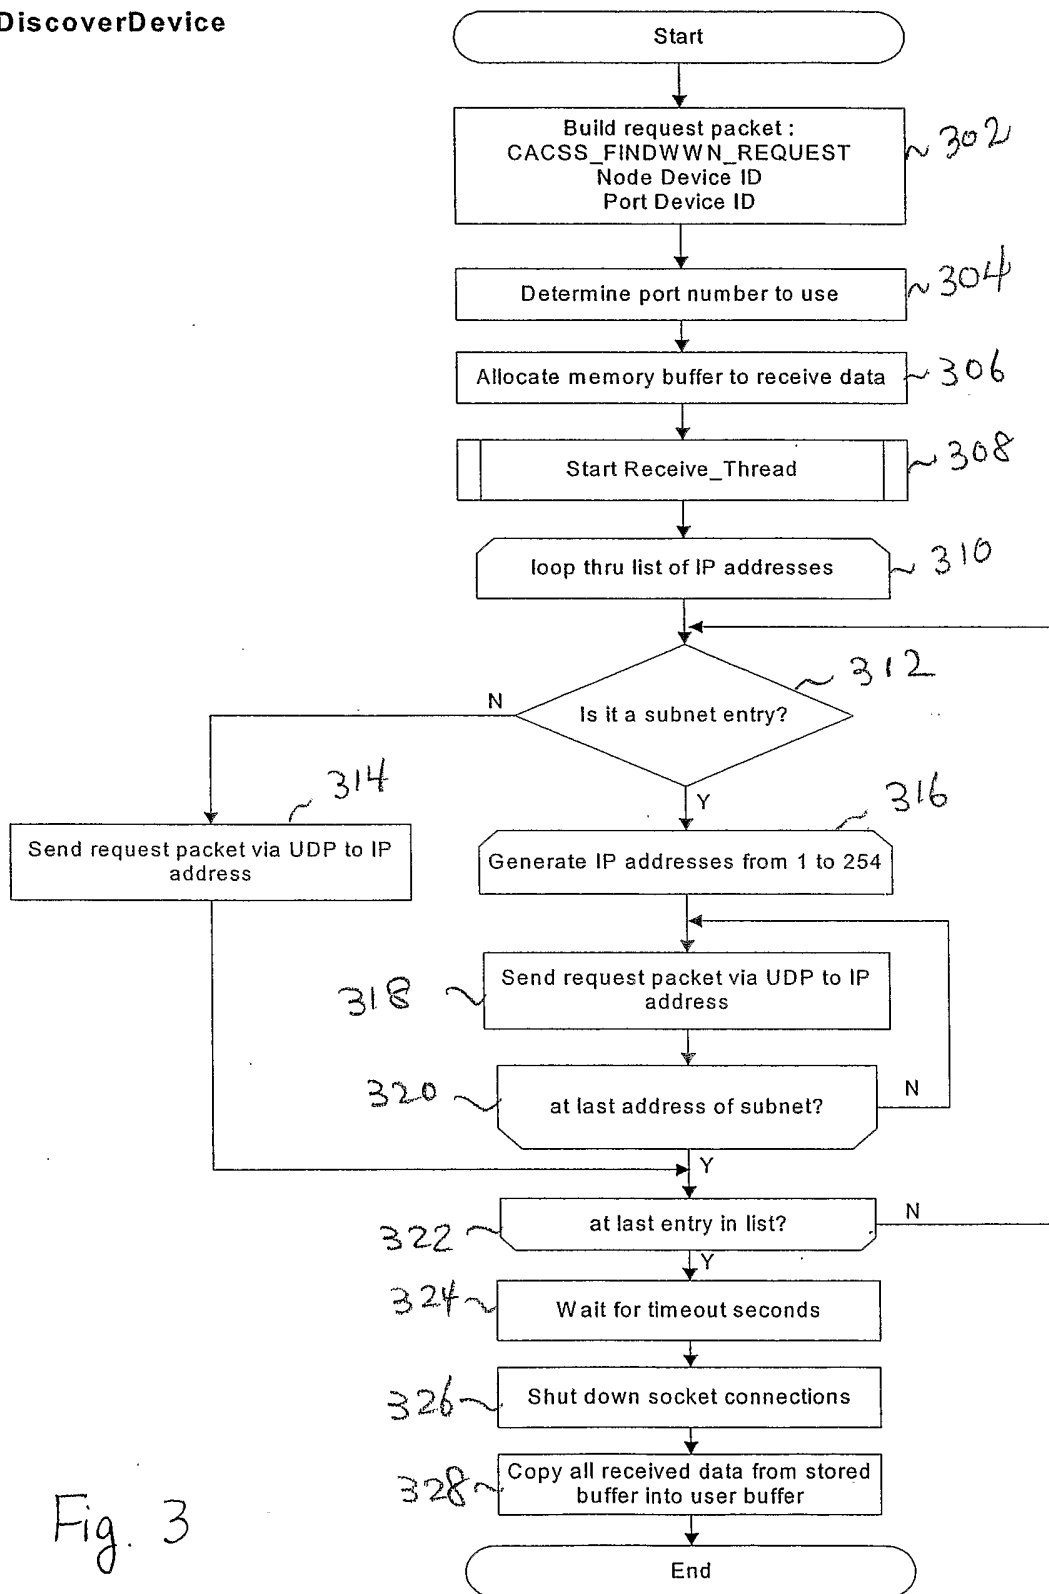 DiscoverDevice
Start
Build request packet :
CACSS_FINDWWN_REQUEST
Node Device ID
Port Device ID
302
Determine port number to use
304
Allocate memory buffer to receive data
306
Start Receive_Thread
308
loop thru list of IP addresses
310
312
Is it a subnet entry?
N
Y
314
Send request packet via UDP to IP
address
316
Generate IP addresses from 1 to 254
318
Send request packet via UDP to IP
address
320
at last address of subnet?
N
Y
322
at last entry in list?
N
Y
324
Wait for timeout seconds
326
Shut down socket connections
328
Copy all received data from stored
buffer into user buffer
End
Fig. 3